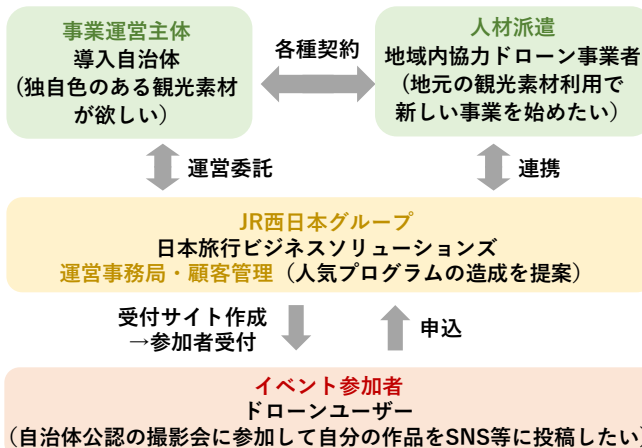 事業運営主体
導入自治体
(独自色のある観光素材
が欲しい)
各種契約
人材派遣
地域内協力ドローン事業者
(地元の観光素材利用で
新しい事業を始めたい)
運営委託
連携
JR西日本グループ
日本旅行ビジネスソリューションズ
運営事務局・顧客管理（人気プログラムの造成を提案）
受付サイト作成
→参加者受付
申込
イベント参加者
ドローンユーザー
（自治体公認の撮影会に参加して自分の作品をSNS等に投稿したい）